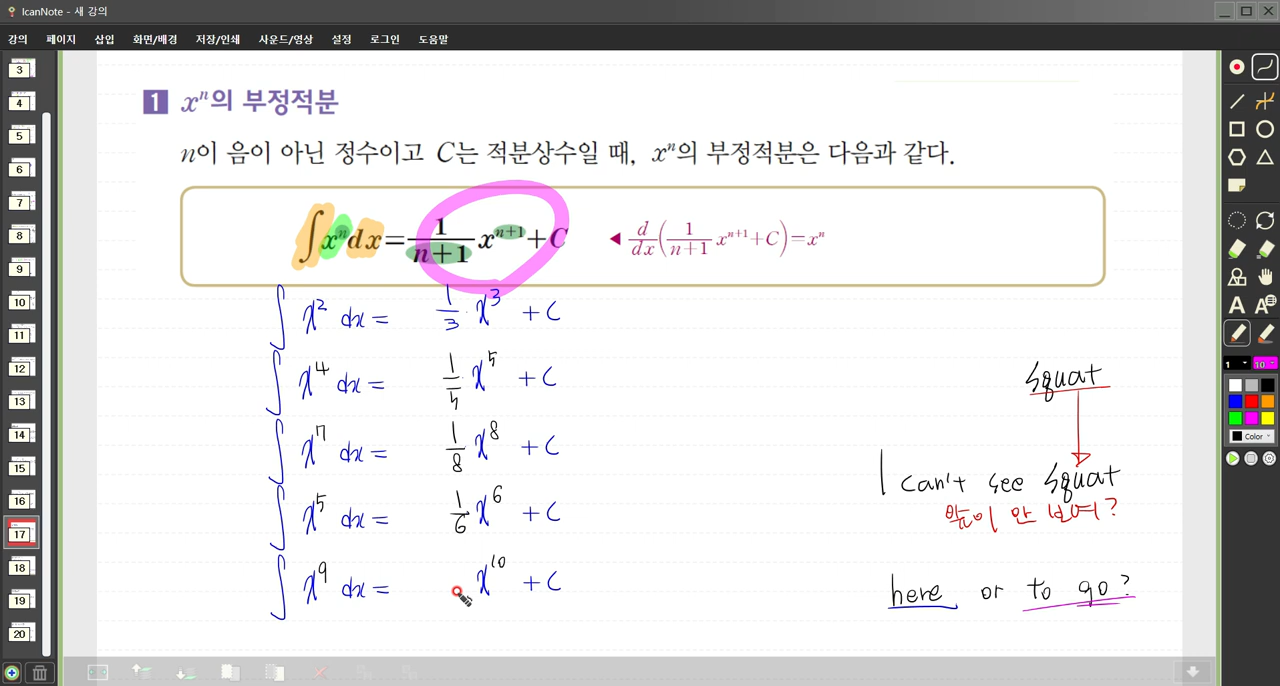 IcanNote - 새 강의
강의 페이지 삽입 화면/배경 저장/인쇄 사운드/영상 설정 로그인 도움말
3
4
5
6
7
8
9
10
11
12
13
14
15
16
17
18
19
20
1 xⁿ의 부정적분
n이 음이 아닌 정수이고 C는 적분상수일 때, xⁿ의 부정적분은 다음과 같다.
∫xⁿdx=1/(n+1) xⁿ⁺¹+C ◀ d/dx(1/(n+1) xⁿ⁺¹+C)=xⁿ
∫ x² dx = 1/3 x³ + C
∫ x⁴ dx = 1/5 x⁵ + C
∫ x⁷ dx = 1/8 x⁸ + C
∫ x⁵ dx = 1/6 x⁶ + C
∫ x⁹ dx = x¹⁰ + C
squat
I can't see squat
안 보여?
here or to go?
A A
1 10
Color